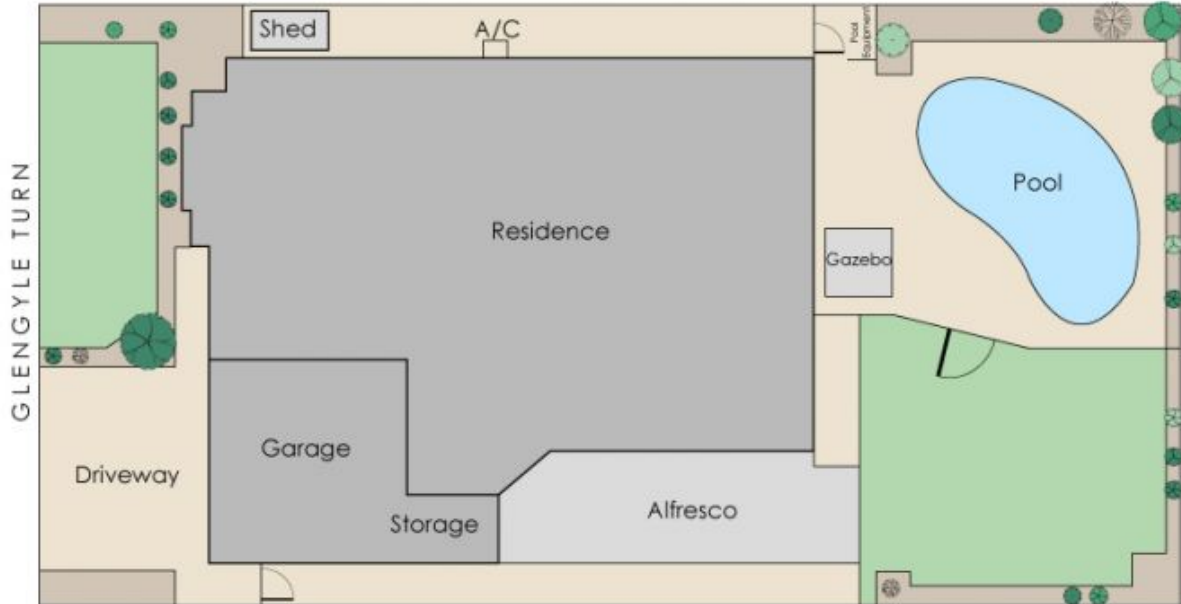 Shed
A/C
Pool
Equipment
Pool
Residence
Gazebo
GLENGYLE TURN
Garage
Driveway
Alfresco
Storage